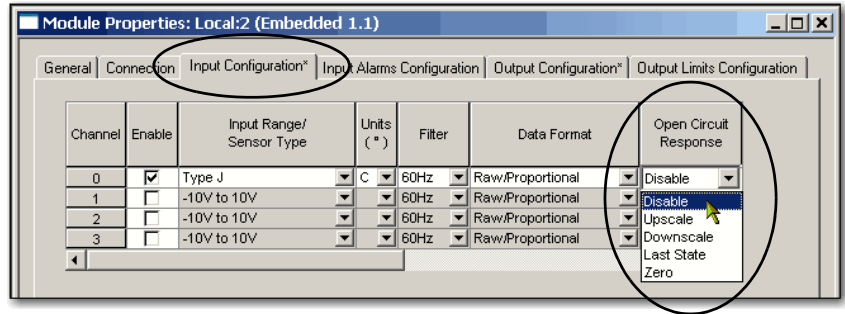 Module Properties: Local:2 (Embedded 1.1)
General Connection Input Configuration* Input Alarms Configuration Output Configuration* Output Limits Configuration
Channel Enable Input Range/ Sensor Type Units (°) Filter Data Format Open Circuit Response
0 Type J C 60Hz Raw/Proportional Disable
1 -10V to 10V 60Hz Raw/Proportional Disable
2 -10V to 10V 60Hz Raw/Proportional Upscale
3 -10V to 10V 60Hz Raw/Proportional Downscale
Last State
Zero